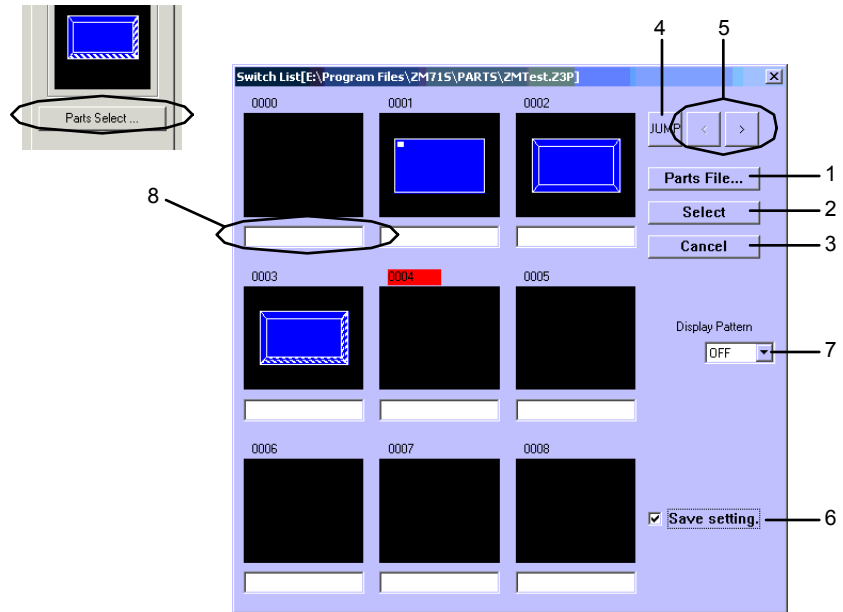 Parts Select ...
4
5
Switch List[E:\Program Files\ZM71S\PARTS\ZMTest.Z3P]
0000
0001
0002
JUMP
<
>
Parts File...
1
8
Select
2
Cancel
3
0003
0004
0005
Display Pattern
OFF
7
0006
0007
0008
Save setting.
6